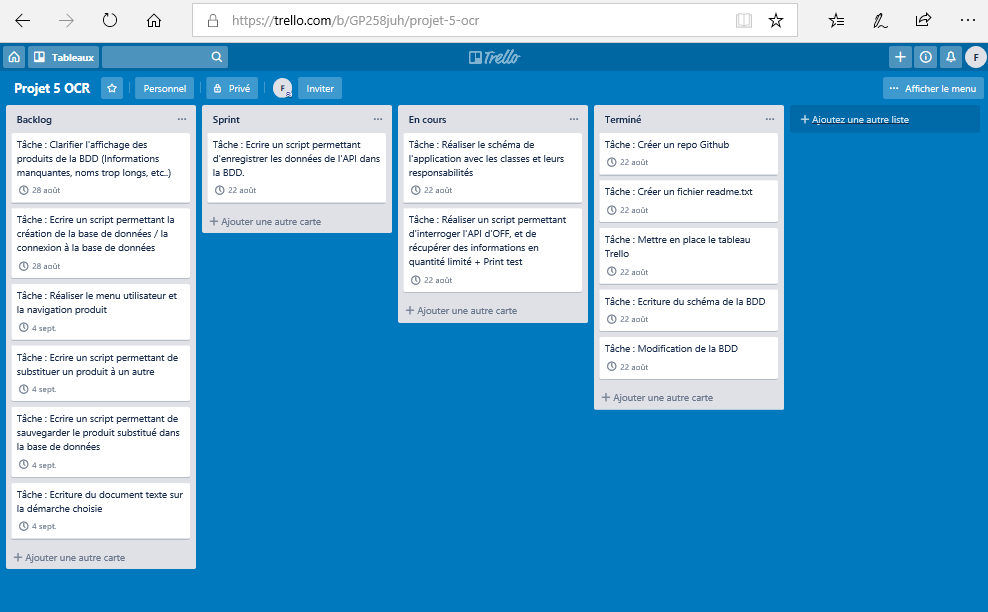 https://trello.com/b/GP258juh/projet-5-ocr
Tableaux
Trello
F
Projet 5 OCR
Personnel
Privé
F
Inviter
Afficher le menu
Backlog
Tâche : Clarifier l'affichage des
produits de la BDD (Informations
manquantes, noms trop longs, etc..)
28 août
Tâche : Ecrire un script permettant la
création de la base de données / la
connexion à la base de données
28 août
Tâche : Réaliser le menu utilisateur et
la navigation produit
4 sept.
Tâche : Ecrire un script permettant de
substituer un produit à un autre
4 sept.
Tâche : Ecrire un script permettant de
sauvegarder le produit substitué dans
la base de données
4 sept.
Tâche : Ecriture du document texte sur
la démarche choisie
4 sept.
Ajouter une autre carte
Sprint
Tâche : Ecrire un script permettant
d'enregistrer les données de l'API dans
la BDD.
22 août
Ajouter une autre carte
En cours
Tâche : Réaliser le schéma de
l'application avec les classes et leurs
responsabilités
22 août
Tâche : Réaliser un script permettant
d'interroger l'API d'OFF, et de
récupérer des informations en
quantité limité + Print test
22 août
Ajouter une autre carte
Terminé
Tâche : Créer un repo Github
22 août
Tâche : Créer un fichier readme.txt
22 août
Tâche : Mettre en place le tableau
Trello
22 août
Tâche : Ecriture du schéma de la BDD
22 août
Tâche : Modification de la BDD
22 août
Ajouter une autre carte
Ajoutez une autre liste